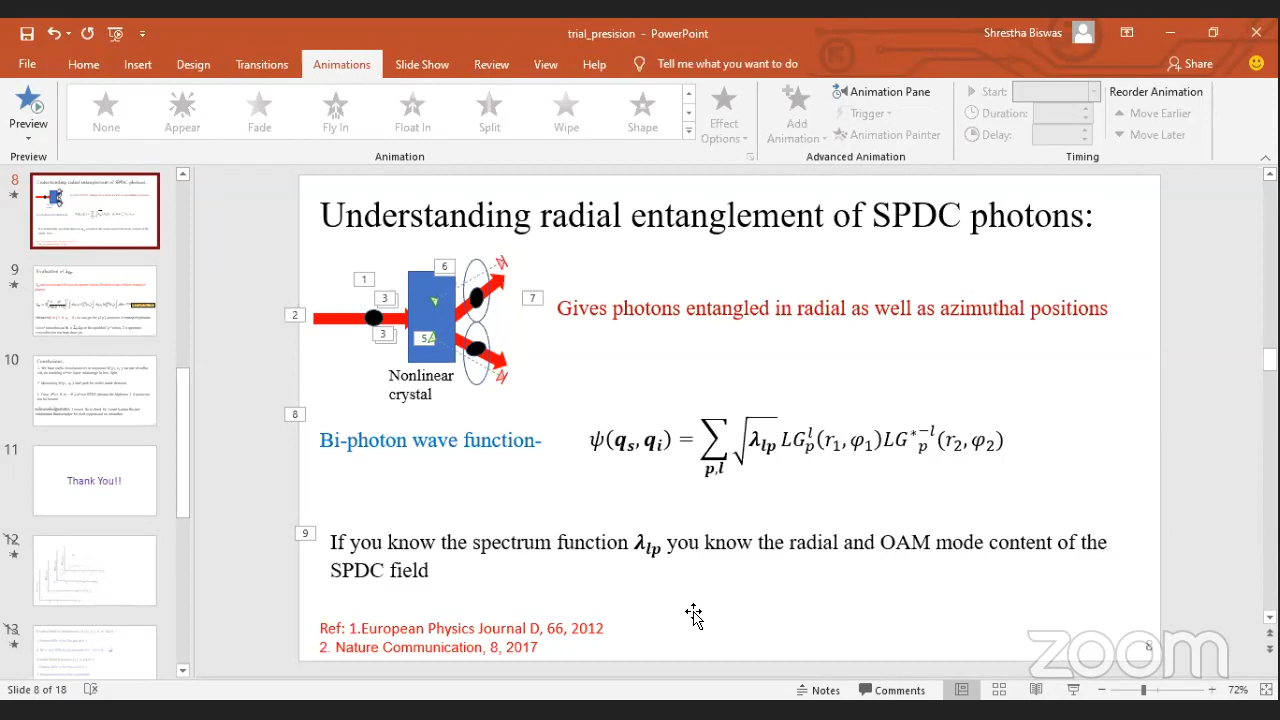 trial_presision - PowerPoint
Shrestha Biswas
File Home Insert Design Transitions Animations Slide Show Review View Help Tell me what you want to do Share
Preview
None Appear Fade Fly In Float In Split Wipe Shape
Effect Options
Add Animation
Animation Pane
Trigger
Animation Painter
Start:
Duration:
Delay:
Reorder Animation
Move Earlier
Move Later
Preview Animation Advanced Animation Timing
8
9
10
11
Thank You!!
12
13
Understanding radial entanglement of SPDC photons:
1
6
3
2
7
3
5
Gives photons entangled in radial as well as azimuthal positions
Nonlinear
crystal
8
Bi-photon wave function- ψ(q_s, q_i) = ∑_{p,l} √λ_{lp} LG_p^l(r_1, φ_1)LG*_p^{-l}(r_2, φ_2)
9
If you know the spectrum function λ_{lp} you know the radial and OAM mode content of the
SPDC field
Ref: 1.European Physics Journal D, 66, 2012
2. Nature Communication, 8, 2017
8
zoom
Slide 8 of 18 Notes Comments 72%